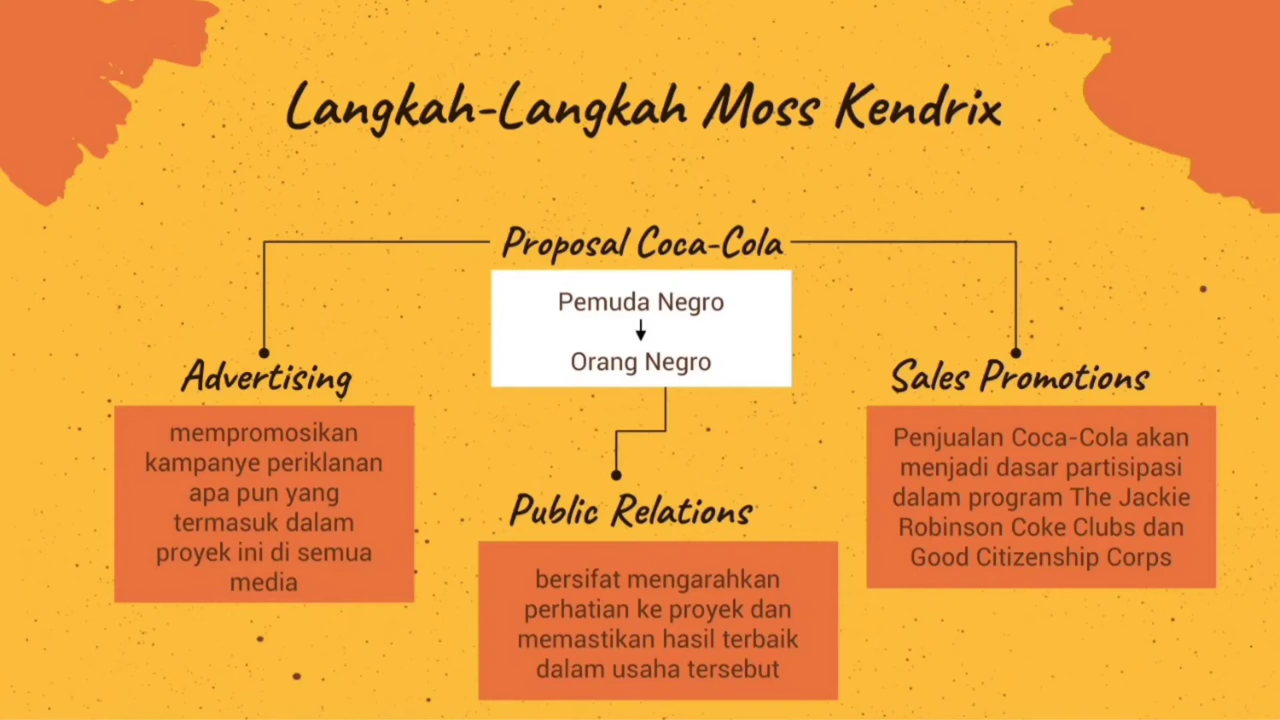 Langkah-Langkah Moss Kendrix
Proposal Coca-Cola
Pemuda Negro
Orang Negro
Advertising
mempromosikan
kampanye periklanan
apa pun yang
termasuk dalam
proyek ini di semua
media
Public Relations
bersifat mengarahkan
perhatian ke proyek dan
memastikan hasil terbaik
dalam usaha tersebut
Sales Promotions
Penjualan Coca-Cola akan
menjadi dasar partisipasi
dalam program The Jackie
Robinson Coke Clubs dan
Good Citizenship Corps